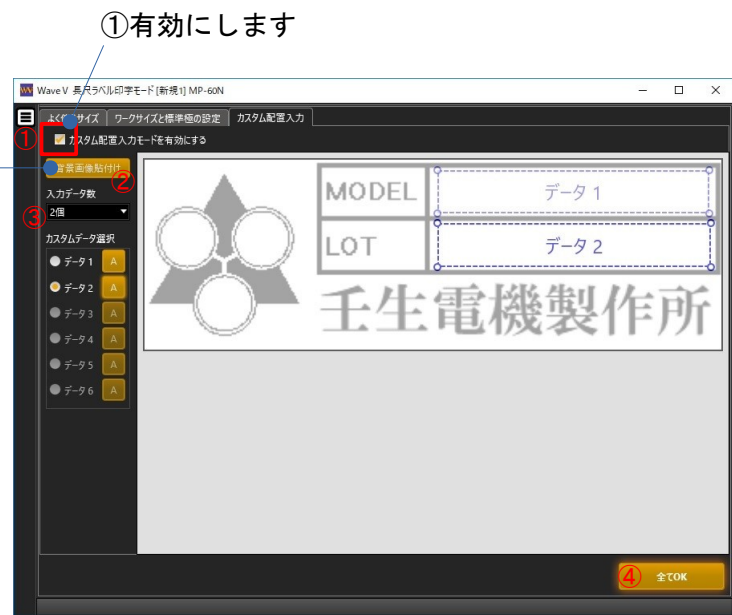 ①有効にします
Wave V 長尺ラベル印字モード [新規1] MP-60N
よく使うサイズ ワークサイズと標準極の設定 カスタム配置入力
①
カスタム配置入力モードを有効にする
背景画像貼付け
②
入力データ数
③
2個
カスタムデータ選択
データ1 A
データ2 A
データ3 A
データ4 A
データ5 A
データ6 A
MODEL データ 1
LOT データ 2
壬生電機製作所
④ 全てOK